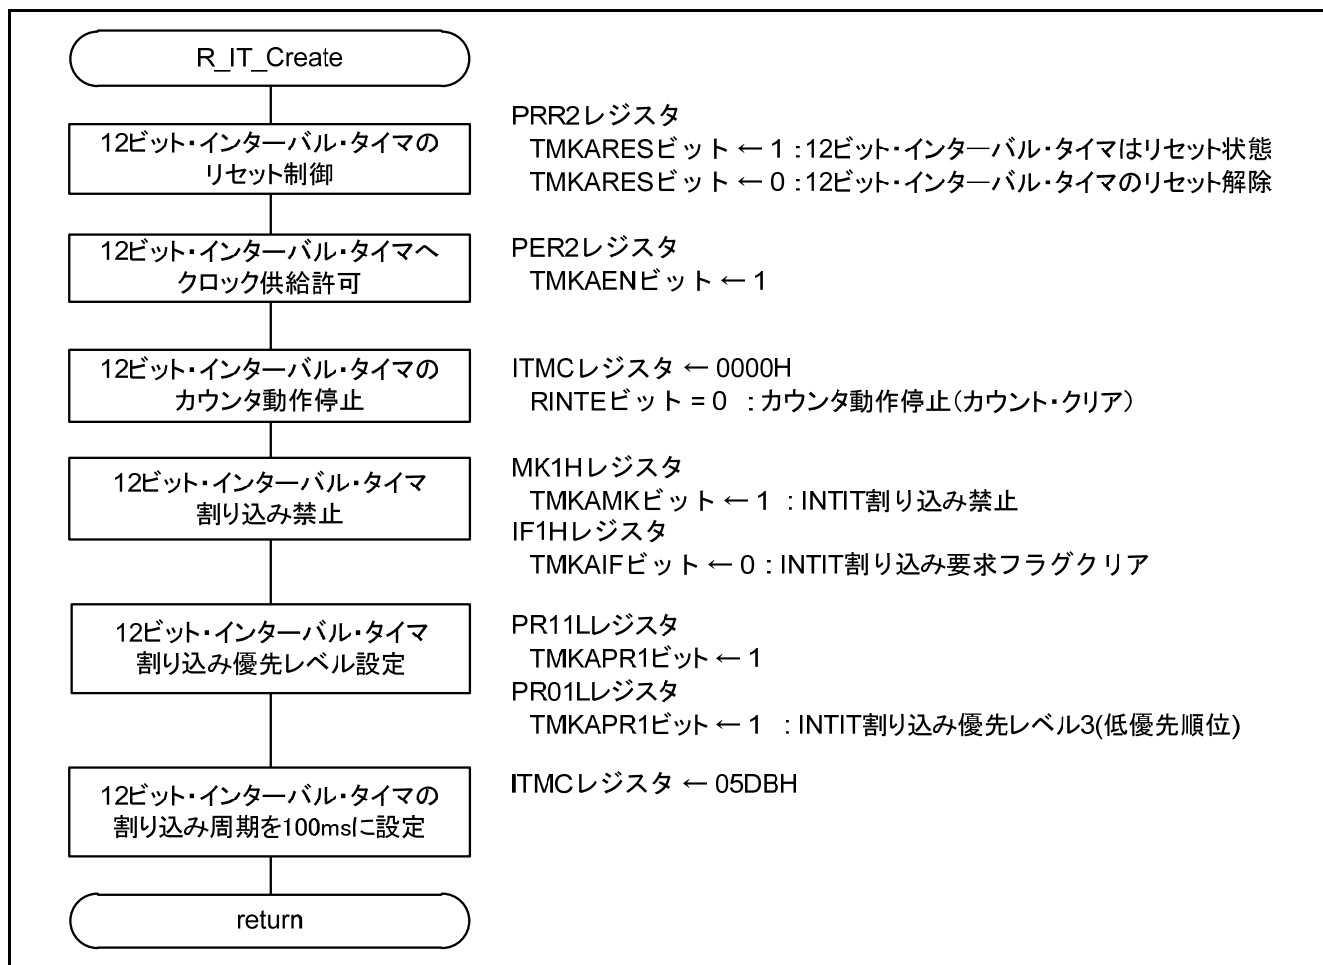 R_IT_Create
12ビット・インターバル・タイマの
リセット制御
PRR2レジスタ
TMKARESビット ← 1 : 12ビット・インターバル・タイマはリセット状態
TMKARESビット ← 0 : 12ビット・インターバル・タイマのリセット解除
12ビット・インターバル・タイマへ
クロック供給許可
PER2レジスタ
TMKAENビット ← 1
12ビット・インターバル・タイマの
カウンタ動作停止
ITMCレジスタ ← 0000H
RINTEビット = 0 : カウンタ動作停止(カウント・クリア)
12ビット・インターバル・タイマ
割り込み禁止
MK1Hレジスタ
TMKAMKビット ← 1 : INTIT割り込み禁止
IF1Hレジスタ
TMKAIFビット ← 0 : INTIT割り込み要求フラグクリア
12ビット・インターバル・タイマ
割り込み優先レベル設定
PR11Lレジスタ
TMKAPR1ビット ← 1
PR01Lレジスタ
TMKAPR1ビット ← 1 : INTIT割り込み優先レベル3(低優先順位)
12ビット・インターバル・タイマの
割り込み周期を100msに設定
ITMCレジスタ ← 05DBH
return